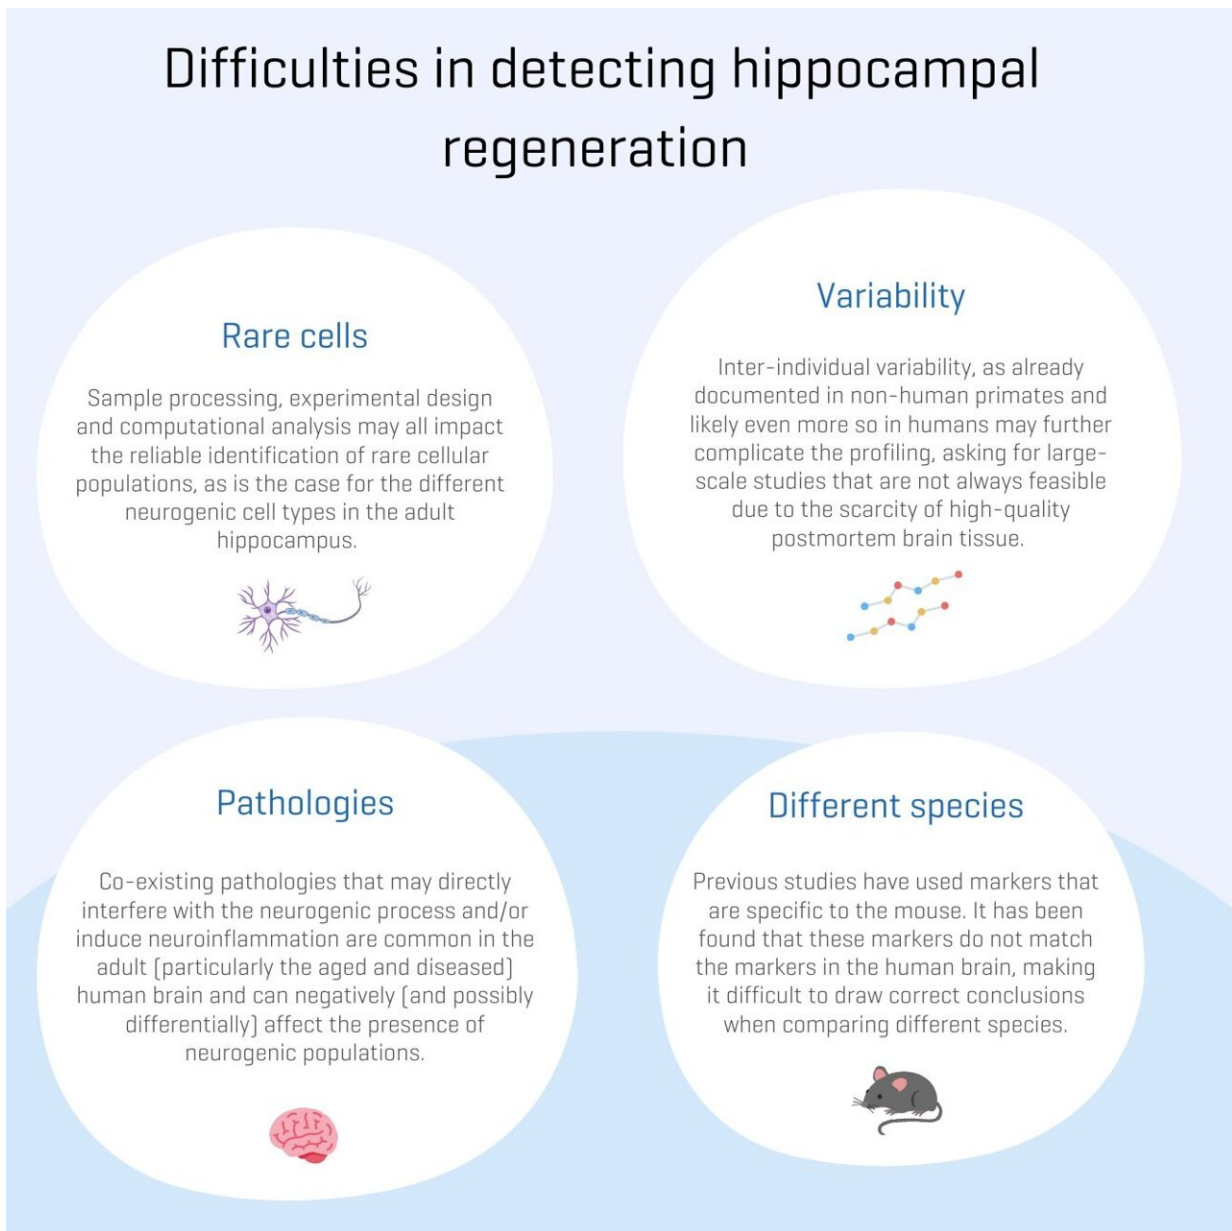 Difficulties in detecting hippocampal
regeneration
Rare cells
Sample processing, experimental design
and computational analysis may all impact
the reliable identification of rare cellular
populations, as is the case for the different
neurogenic cell types in the adult
hippocampus.
Variability
Inter-individual variability, as already
documented in non-human primates and
likely even more so in humans may further
complicate the profiling, asking for large-
scale studies that are not always feasible
due to the scarcity of high-quality
postmortem brain tissue.
Pathologies
Co-existing pathologies that may directly
interfere with the neurogenic process and/or
induce neuroinflammation are common in the
adult (particularly the aged and diseased)
human brain and can negatively (and possibly
differentially) affect the presence of
neurogenic populations.
Different species
Previous studies have used markers that
are specific to the mouse. It has been
found that these markers do not match
the markers in the human brain, making
it difficult to draw correct conclusions
when comparing different species.